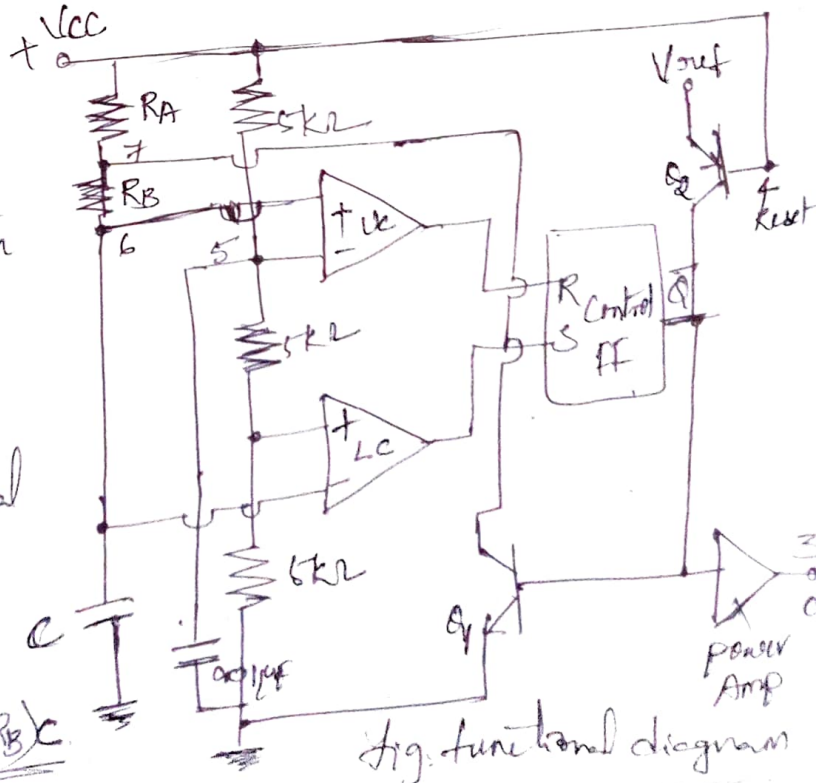 + VCC
RA
5kΩ
7
Vref
RB
Q2
4
Reset
+
UC
-
6
5
R
Control
Q̄
S
FF
5kΩ
+
LC
-
5kΩ
3
Q1
C
0.01μF
Power
Amp
RB)C
fig. functional diagram